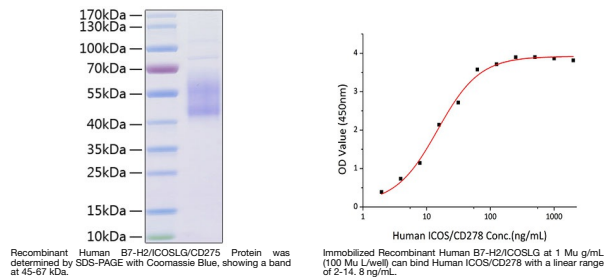 170kDa
130kDa
100kDa
70kDa
55kDa
40kDa
35kDa
25kDa
15kDa
10kDa
Recombinant Human B7-H2/ICOSLG/CD275 Protein was
determined by SDS-PAGE with Coomassie Blue, showing a band
at 45-67 kDa.
OD Value (450nm)
4
3
2
1
0
1 10 100 1000
Human ICOS/CD278 Conc.(ng/mL)
Immobilized Recombinant Human B7-H2/ICOSLG at 1 Mu g/mL
(100 Mu L/well) can bind Human ICOS/CD278 with a linear range
of 2-14. 8 ng/mL.